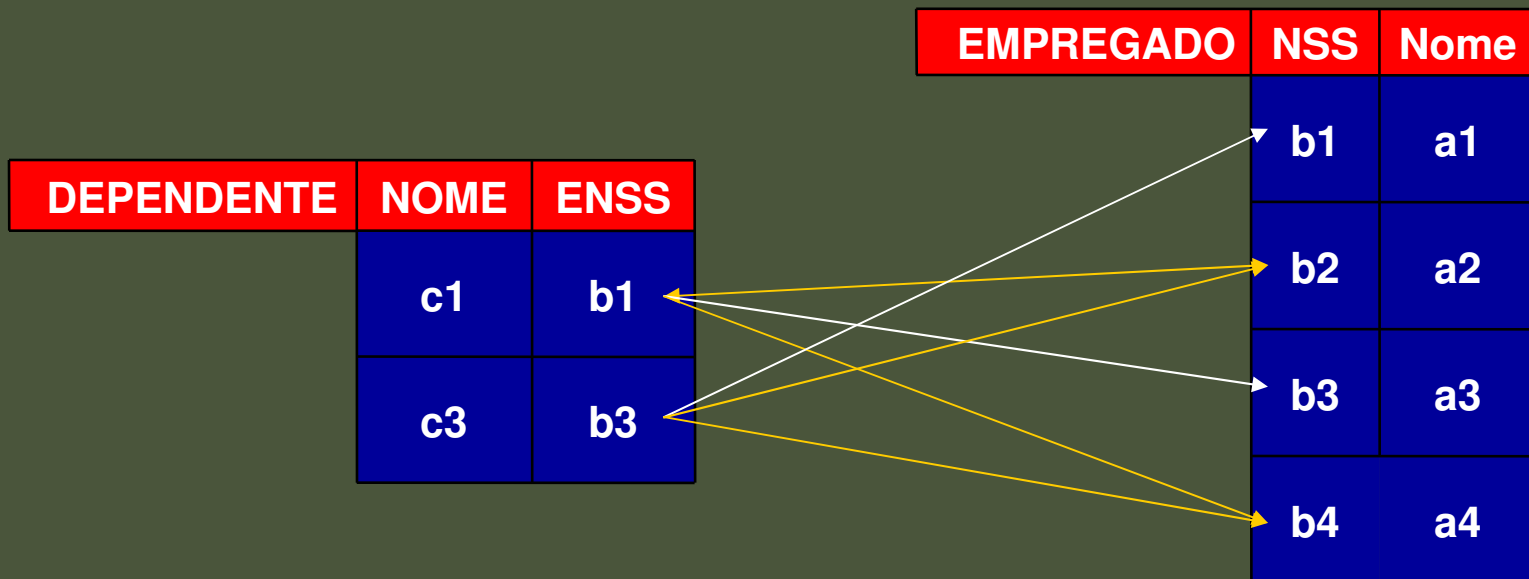 DEPENDENTE NOME ENSS
c1 b1
c3 b3
EMPREGADO NSS Nome
b1 a1
b2 a2
b3 a3
b4 a4